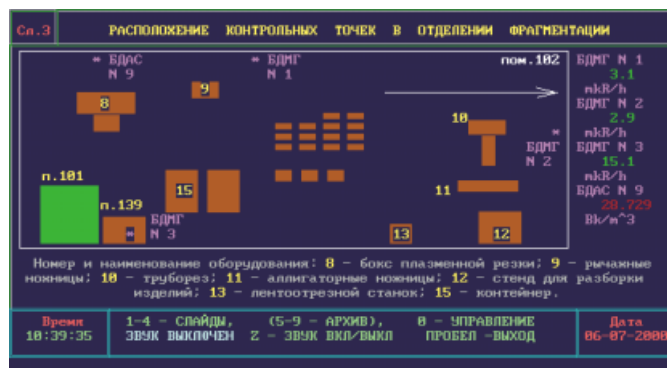 Сл.3
РАСПОЛОЖЕНИЕ КОНТРОЛЬНЫХ ТОЧЕК В ОТДЕЛЕНИИ ФРАГМЕНТАЦИИ
* БДАС
N 9
* БДМГ
N 1
пом.102
8
9
10
*
БДМГ
N 2
п.101
15
11
п.139
*
БДМГ
N 3
13
12
БДМГ N 1
3.1
mkR/h
БДМГ N 2
2.9
mkR/h
БДМГ N 3
15.1
mkR/h
БДАС N 9
28.729
Bk/m^3
Номер и наименование оборудования: 8 – бокс плазменной резки; 9 – рычажные
ножницы; 10 – труборез; 11 – аллигаторные ножницы; 12 – стенд для разборки
изделий; 13 – лентоотрезной станок; 15 – контейнер.
Время
10:39:35
1-4 – СЛАЙДЫ, (5-9 – АРХИВ), 0 – УПРАВЛЕНИЕ
ЗВУК ВЫКЛЮЧЕН Z – ЗВУК ВКЛ/ВЫКЛ ПРОБЕЛ –ВЫХОД
Дата
06-07-2000